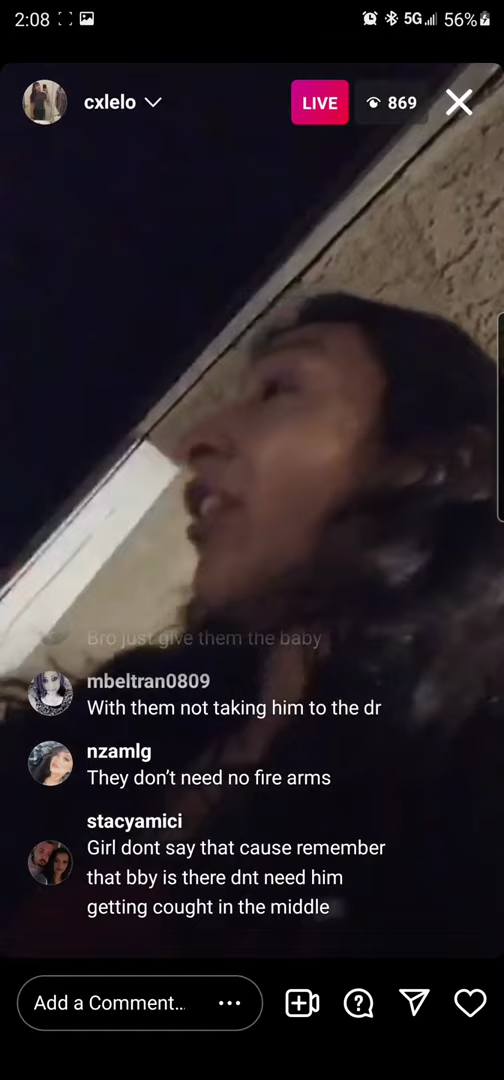 2:08
5G
56%
cxlelo
LIVE
869
Bro just give them the baby
mbeltran0809
With them not taking him to the dr
nzamlg
They don't need no fire arms
stacyamici
Girl dont say that cause remember
that bby is there dnt need him
getting cought in the middle
Add a Comment...